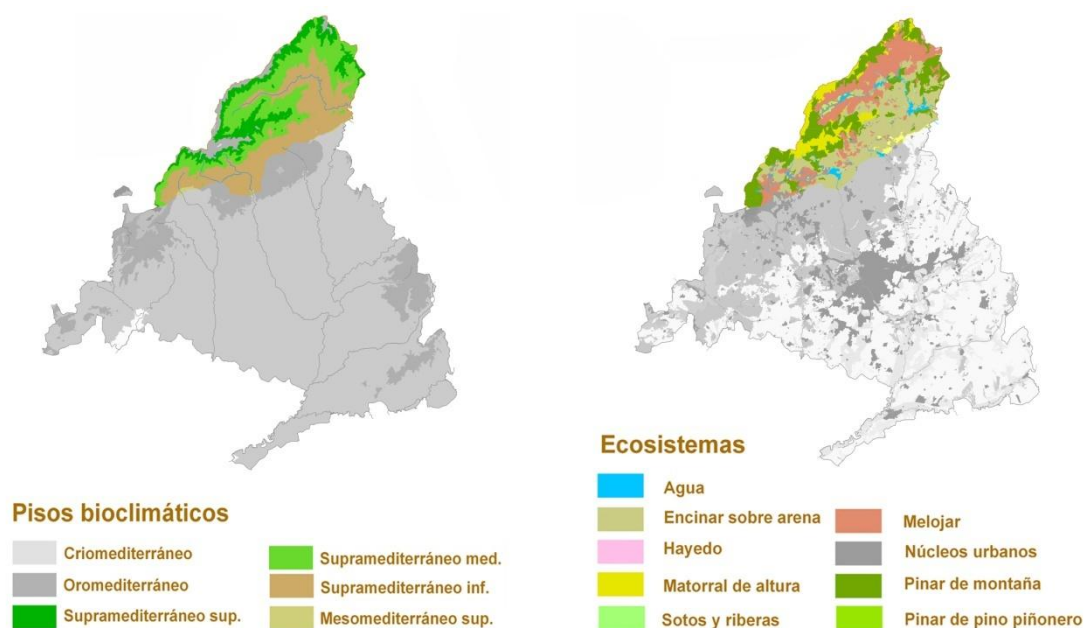 Pisos bioclimáticos
Criomediterráneo
Oromediterráneo
Supramediterráneo sup.
Supramediterráneo med.
Supramediterráneo inf.
Mesomediterráneo sup.
Ecosistemas
Agua
Encinar sobre arena
Hayedo
Matorral de altura
Sotos y riberas
Melojar
Núcleos urbanos
Pinar de montaña
Pinar de pino piñonero